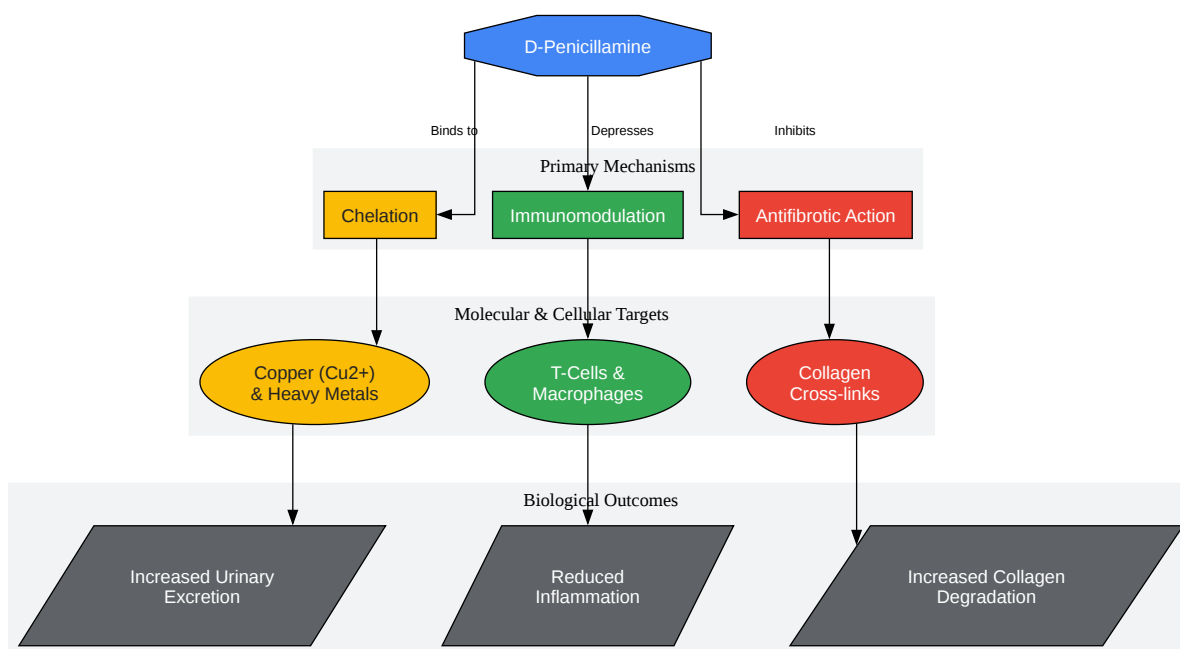 D-Penicillamine
Binds to
Depresses
Inhibits
Primary Mechanisms
Chelation
Immunomodulation
Antifibrotic Action
Molecular & Cellular Targets
Copper (Cu2+)
& Heavy Metals
T-Cells &
Macrophages
Collagen
Cross-links
Biological Outcomes
Increased Urinary
Excretion
Reduced
Inflammation
Increased Collagen
Degradation